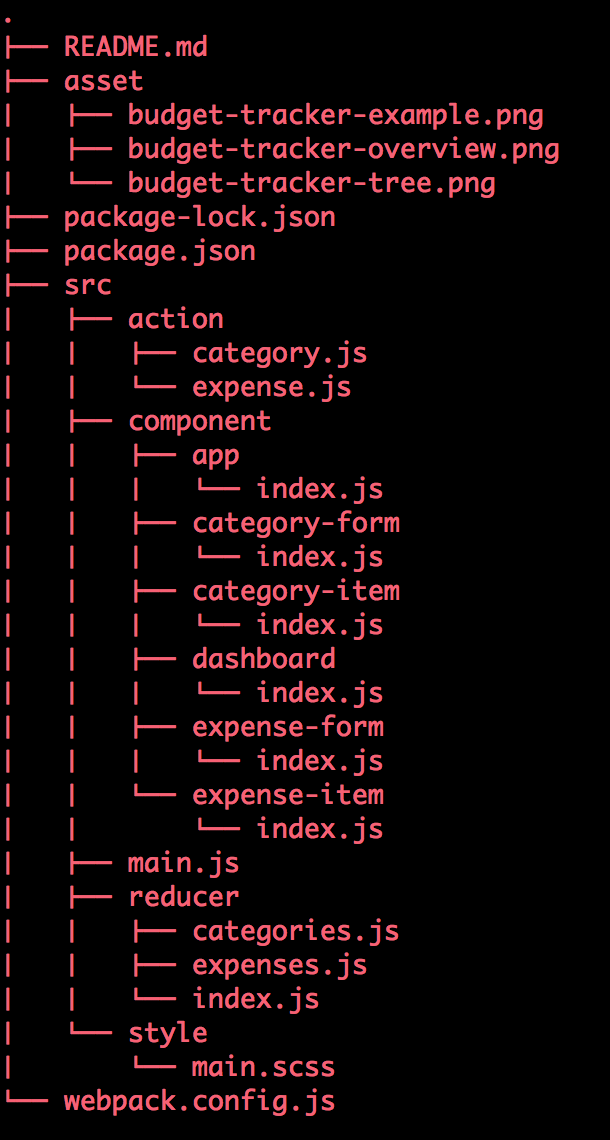 .
├── README.md
├── asset
│   ├── budget-tracker-example.png
│   ├── budget-tracker-overview.png
│   └── budget-tracker-tree.png
├── package-lock.json
├── package.json
├── src
│   ├── action
│   │   ├── category.js
│   │   └── expense.js
│   ├── component
│   │   ├── app
│   │   │   └── index.js
│   │   ├── category-form
│   │   │   └── index.js
│   │   ├── category-item
│   │   │   └── index.js
│   │   ├── dashboard
│   │   │   └── index.js
│   │   ├── expense-form
│   │   │   └── index.js
│   │   └── expense-item
│   │       └── index.js
│   ├── main.js
│   ├── reducer
│   │   ├── categories.js
│   │   ├── expenses.js
│   │   └── index.js
│   └── style
│       └── main.scss
└── webpack.config.js